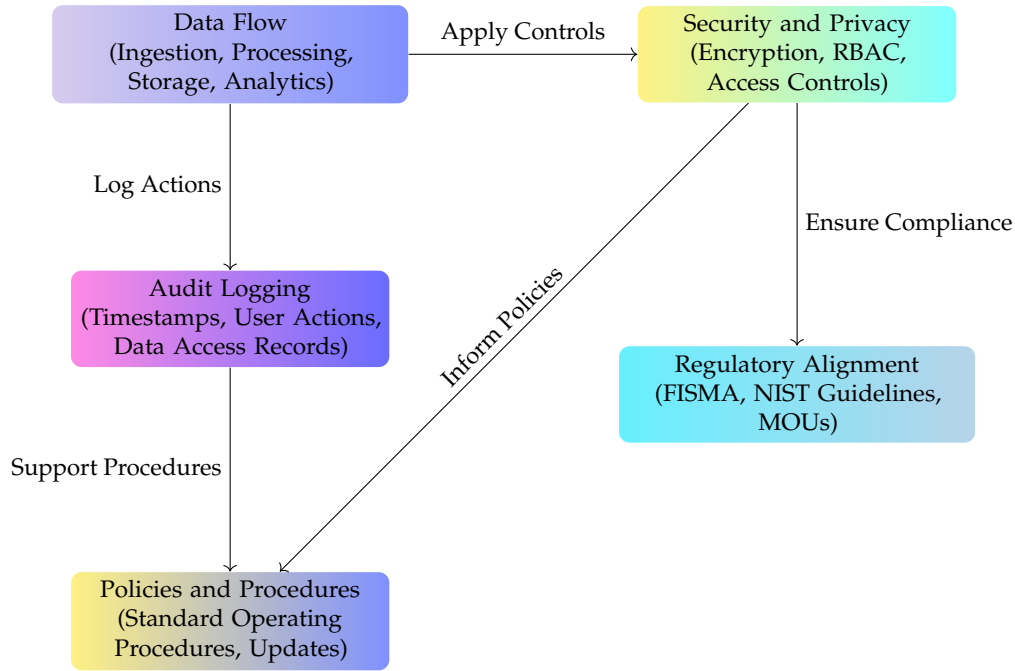 Data Flow
(Ingestion, Processing,
Storage, Analytics)
Apply Controls
Security and Privacy
(Encryption, RBAC,
Access Controls)
Log Actions
Ensure Compliance
Audit Logging
(Timestamps, User Actions,
Data Access Records)
Inform Policies
Regulatory Alignment
(FISMA, NIST Guidelines,
MOUs)
Support Procedures
Policies and Procedures
(Standard Operating
Procedures, Updates)